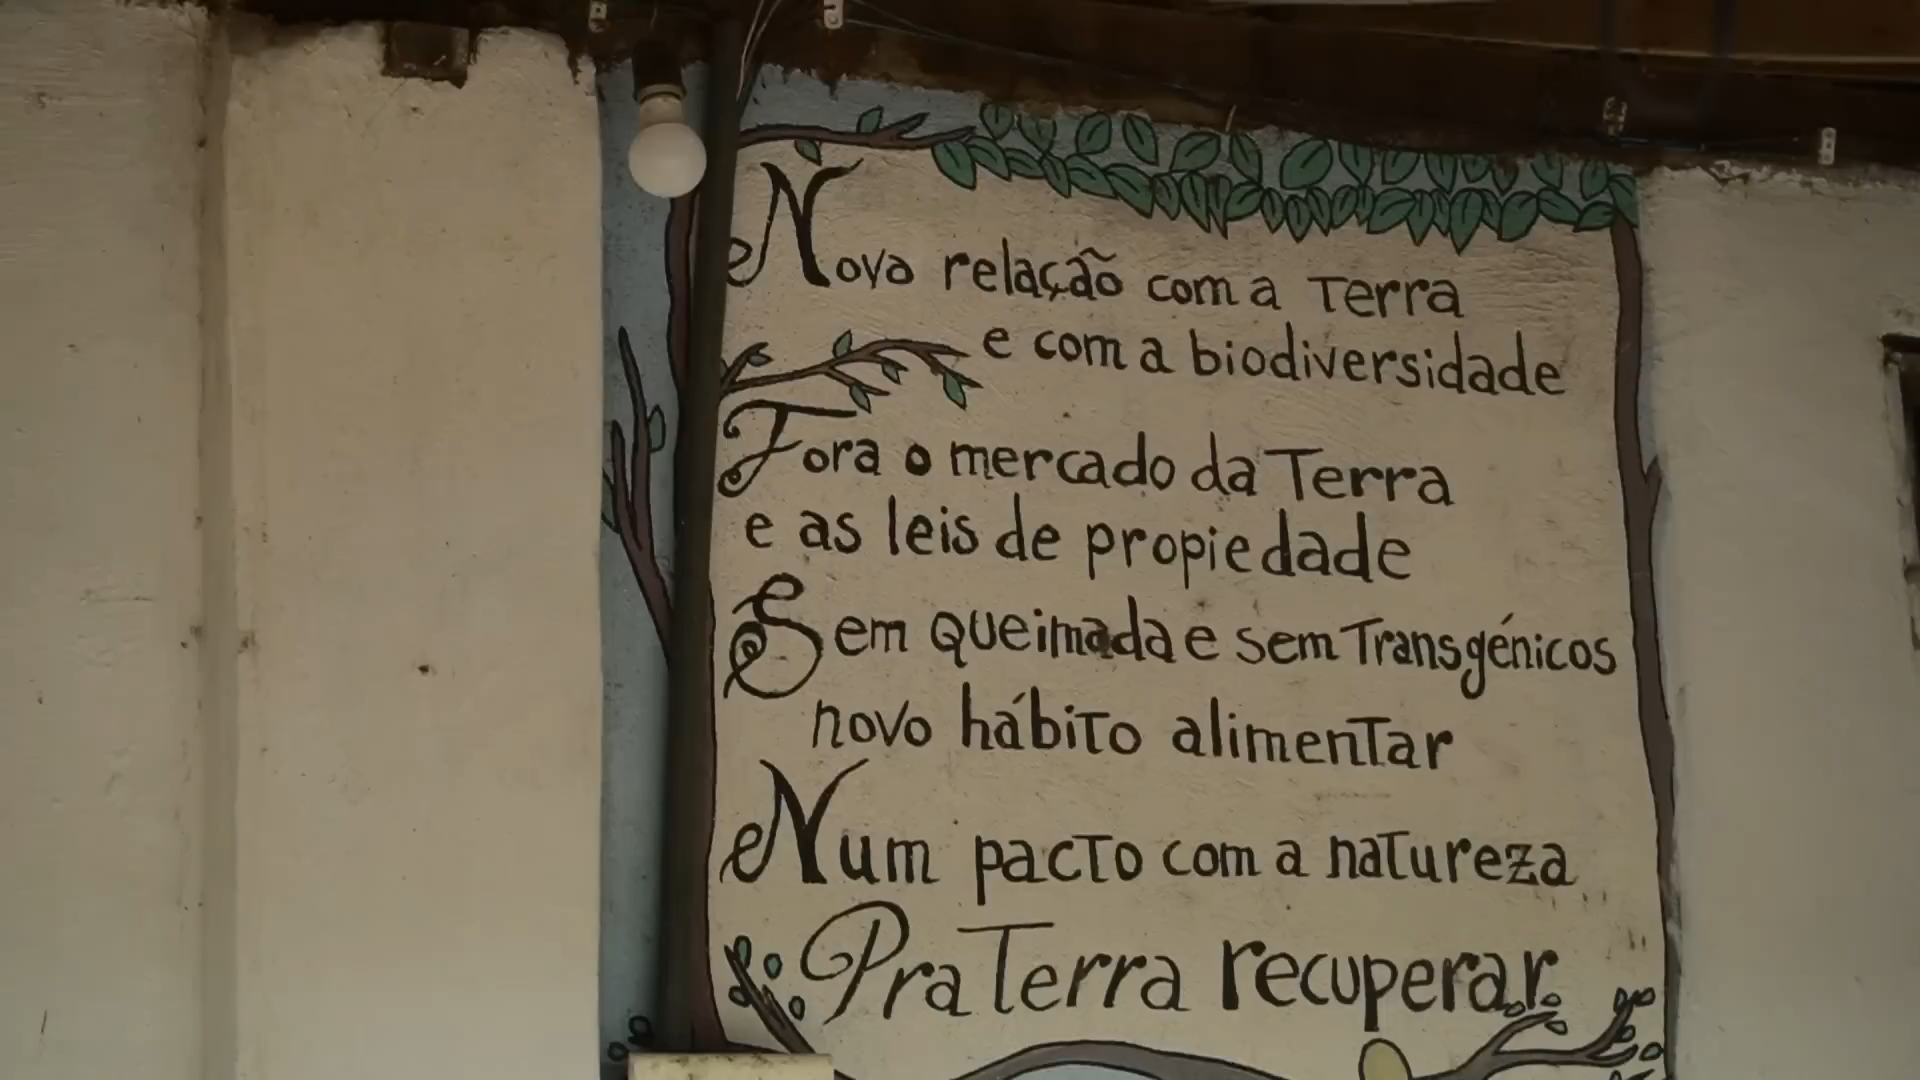 Nova relação com a Terra
e com a biodiversidade
Fora o mercado da Terra
e as leis de propiedade
Sem queimada e sem Transgénicos
novo hábito alimentar
Num pacto com a natureza
Pra Terra recuperar